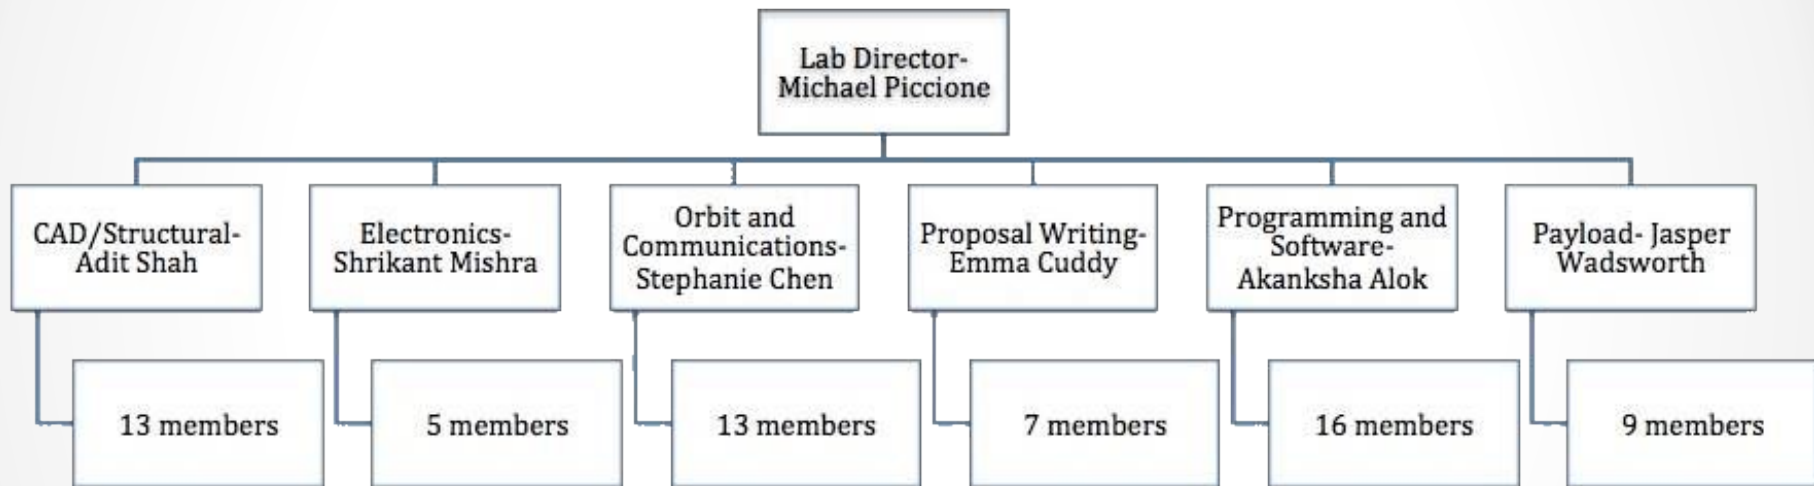 Lab Director-
Michael Piccione
CAD/Structural-
Adit Shah
Electronics-
Shrikant Mishra
Orbit and
Communications-
Stephanie Chen
Proposal Writing-
Emma Cuddy
Programming and
Software-
Akanksha Alok
Payload- Jasper
Wadsworth
13 members
5 members
13 members
7 members
16 members
9 members